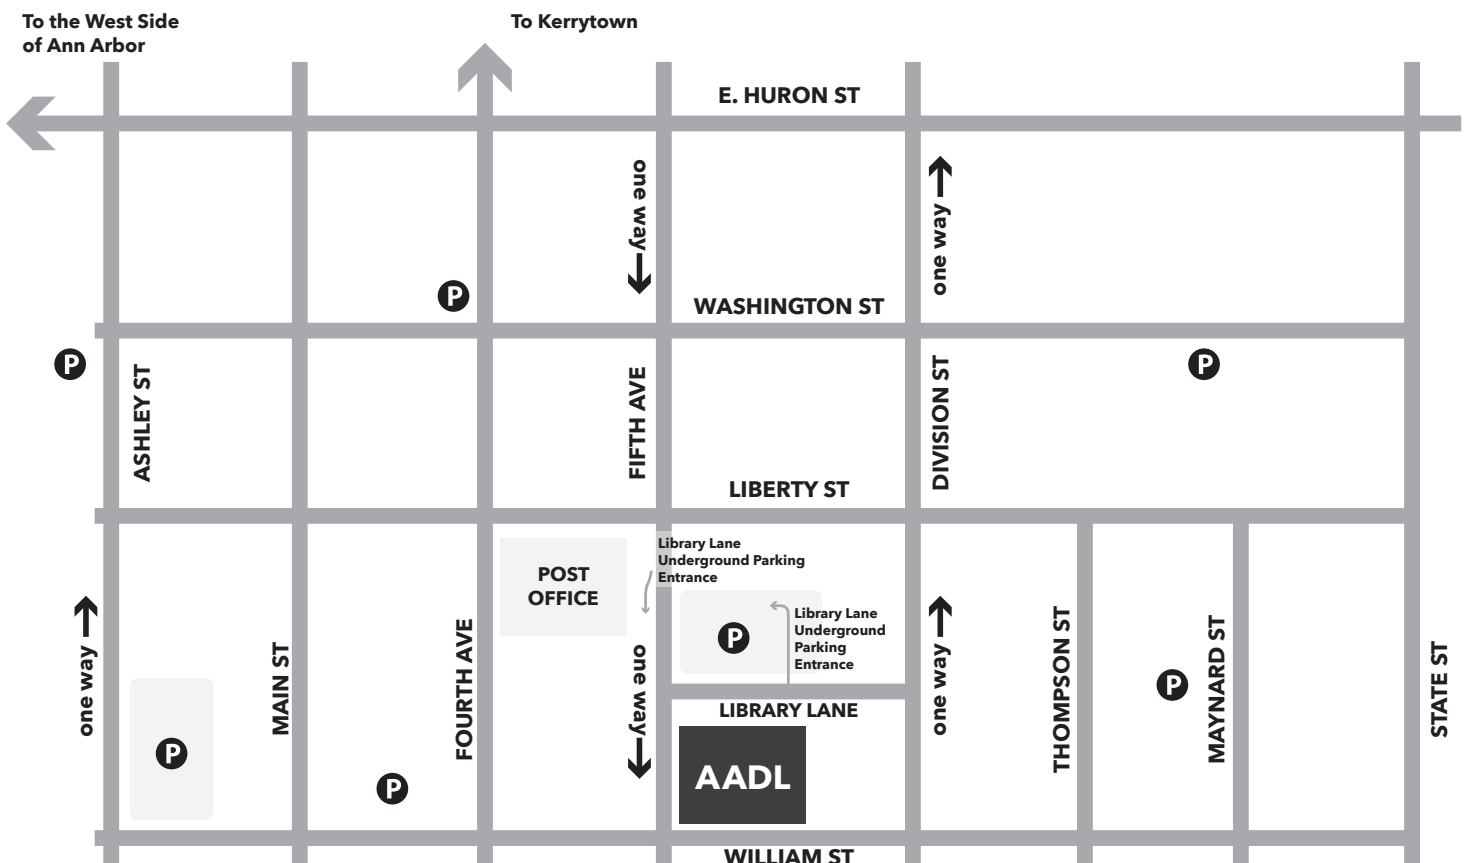 To the West Side
of Ann Arbor
To Kerrytown
E. HURON ST
one way
one way
P
WASHINGTON ST
P
P
ASHLEY ST
FIFTH AVE
DIVISION ST
LIBERTY ST
Library Lane
Underground Parking
Entrance
POST
OFFICE
Library Lane
Underground
Parking
Entrance
P
one way
one way
one way
MAIN ST
FOURTH AVE
THOMPSON ST
P
MAYNARD ST
STATE ST
LIBRARY LANE
P
P
AADL
WILLIAM ST